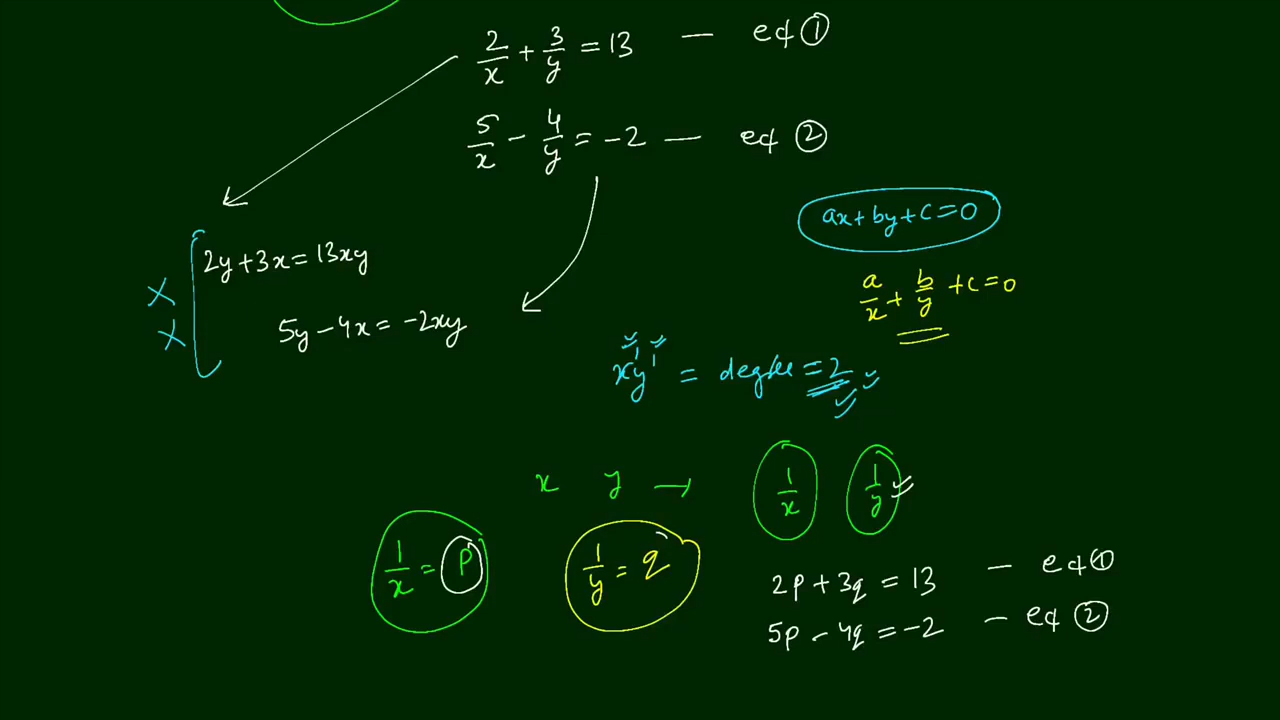 2/x + 3/y = 13 — eq ①
5/x - 4/y = -2 — eq ②
ax+by+c=0
2y+3x=13xy
a/x + b/y +c=0
5y-4x=-2xy
x¹y¹ = degree = 2
x y → 1/x 1/y
1/x = p 1/y = q
2p + 3q = 13 — eq ①
5p - 4q = -2 — eq ②